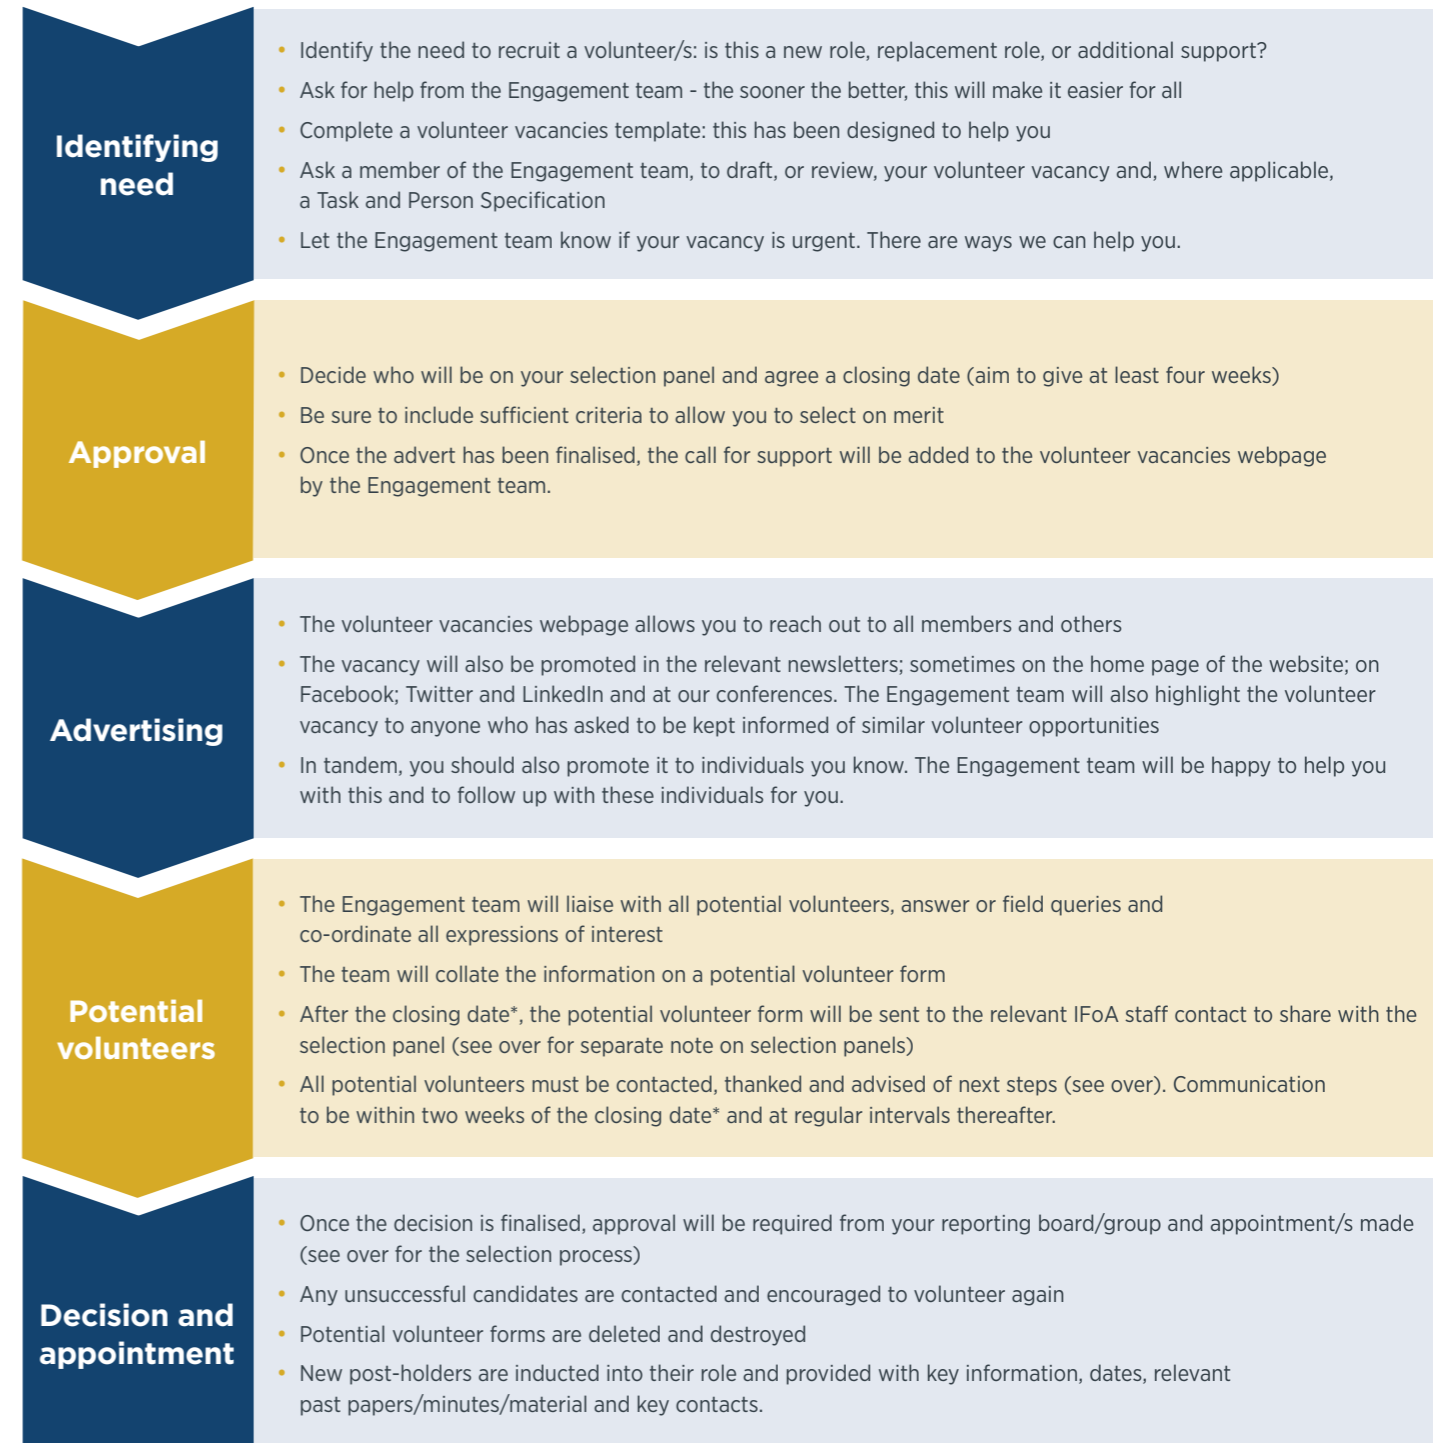 Identifying
need
• Identify the need to recruit a volunteer/s: is this a new role, replacement role, or additional support?
• Ask for help from the Engagement team - the sooner the better, this will make it easier for all
• Complete a volunteer vacancies template: this has been designed to help you
• Ask a member of the Engagement team, to draft, or review, your volunteer vacancy and, where applicable,
a Task and Person Specification
• Let the Engagement team know if your vacancy is urgent. There are ways we can help you.
Approval
• Decide who will be on your selection panel and agree a closing date (aim to give at least four weeks)
• Be sure to include sufficient criteria to allow you to select on merit
• Once the advert has been finalised, the call for support will be added to the volunteer vacancies webpage
by the Engagement team.
Advertising
• The volunteer vacancies webpage allows you to reach out to all members and others
• The vacancy will also be promoted in the relevant newsletters; sometimes on the home page of the website; on
Facebook; Twitter and LinkedIn and at our conferences. The Engagement team will also highlight the volunteer
vacancy to anyone who has asked to be kept informed of similar volunteer opportunities
• In tandem, you should also promote it to individuals you know. The Engagement team will be happy to help you
with this and to follow up with these individuals for you.
Potential
volunteers
• The Engagement team will liaise with all potential volunteers, answer or field queries and
co-ordinate all expressions of interest
• The team will collate the information on a potential volunteer form
• After the closing date*, the potential volunteer form will be sent to the relevant IFoA staff contact to share with the
selection panel (see over for separate note on selection panels)
• All potential volunteers must be contacted, thanked and advised of next steps (see over). Communication
to be within two weeks of the closing date* and at regular intervals thereafter.
Decision and
appointment
• Once the decision is finalised, approval will be required from your reporting board/group and appointment/s made
(see over for the selection process)
• Any unsuccessful candidates are contacted and encouraged to volunteer again
• Potential volunteer forms are deleted and destroyed
• New post-holders are inducted into their role and provided with key information, dates, relevant
past papers/minutes/material and key contacts.